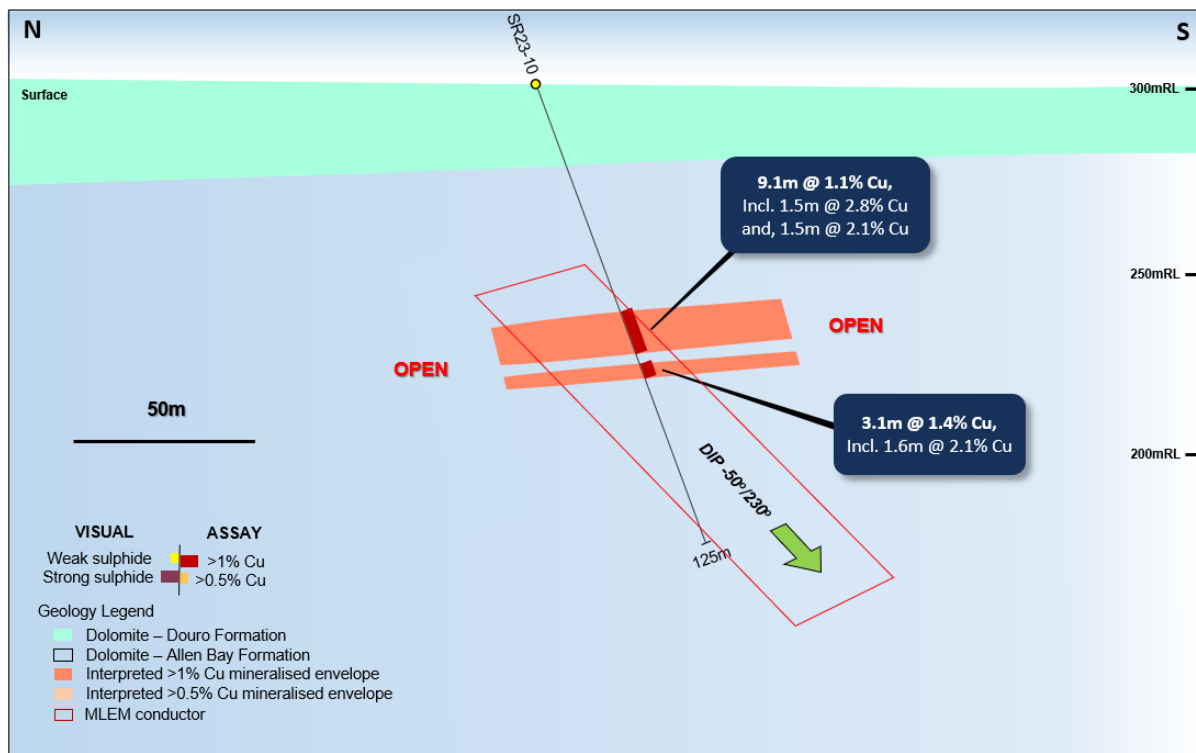 N
S
SR23-10
Surface
300mRL
9.1m @ 1.1% Cu,
Incl. 1.5m @ 2.8% Cu
and, 1.5m @ 2.1% Cu
250mRL
OPEN
OPEN
50m
3.1m @ 1.4% Cu,
Incl. 1.6m @ 2.1% Cu
200mRL
DIP -50º/230º
125m
VISUAL ASSAY
Weak sulphide >1% Cu
Strong sulphide >0.5% Cu
Geology Legend
Dolomite – Douro Formation
Dolomite – Allen Bay Formation
Interpreted >1% Cu mineralised envelope
Interpreted >0.5% Cu mineralised envelope
MLEM conductor